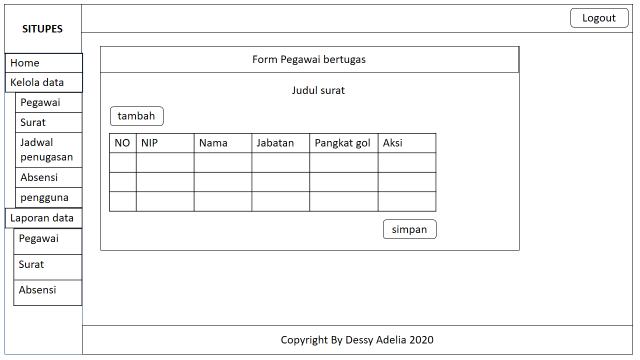 SITUPES
Logout
Home
Kelola data
Pegawai
Surat
Jadwal
penugasan
Absensi
pengguna
Laporan data
Pegawai
Surat
Absensi
Form Pegawai bertugas
Judul surat
tambah
NO NIP Nama Jabatan Pangkat gol Aksi
simpan
Copyright By Dessy Adelia 2020